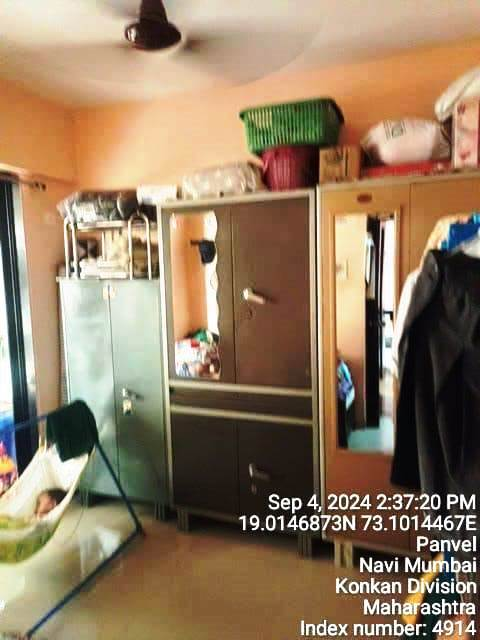 Sep 4, 2024 2:37:20 PM
19.0146873N 73.1014467E
Panvel
Navi Mumbai
Konkan Division
Maharashtra
Index number: 4914